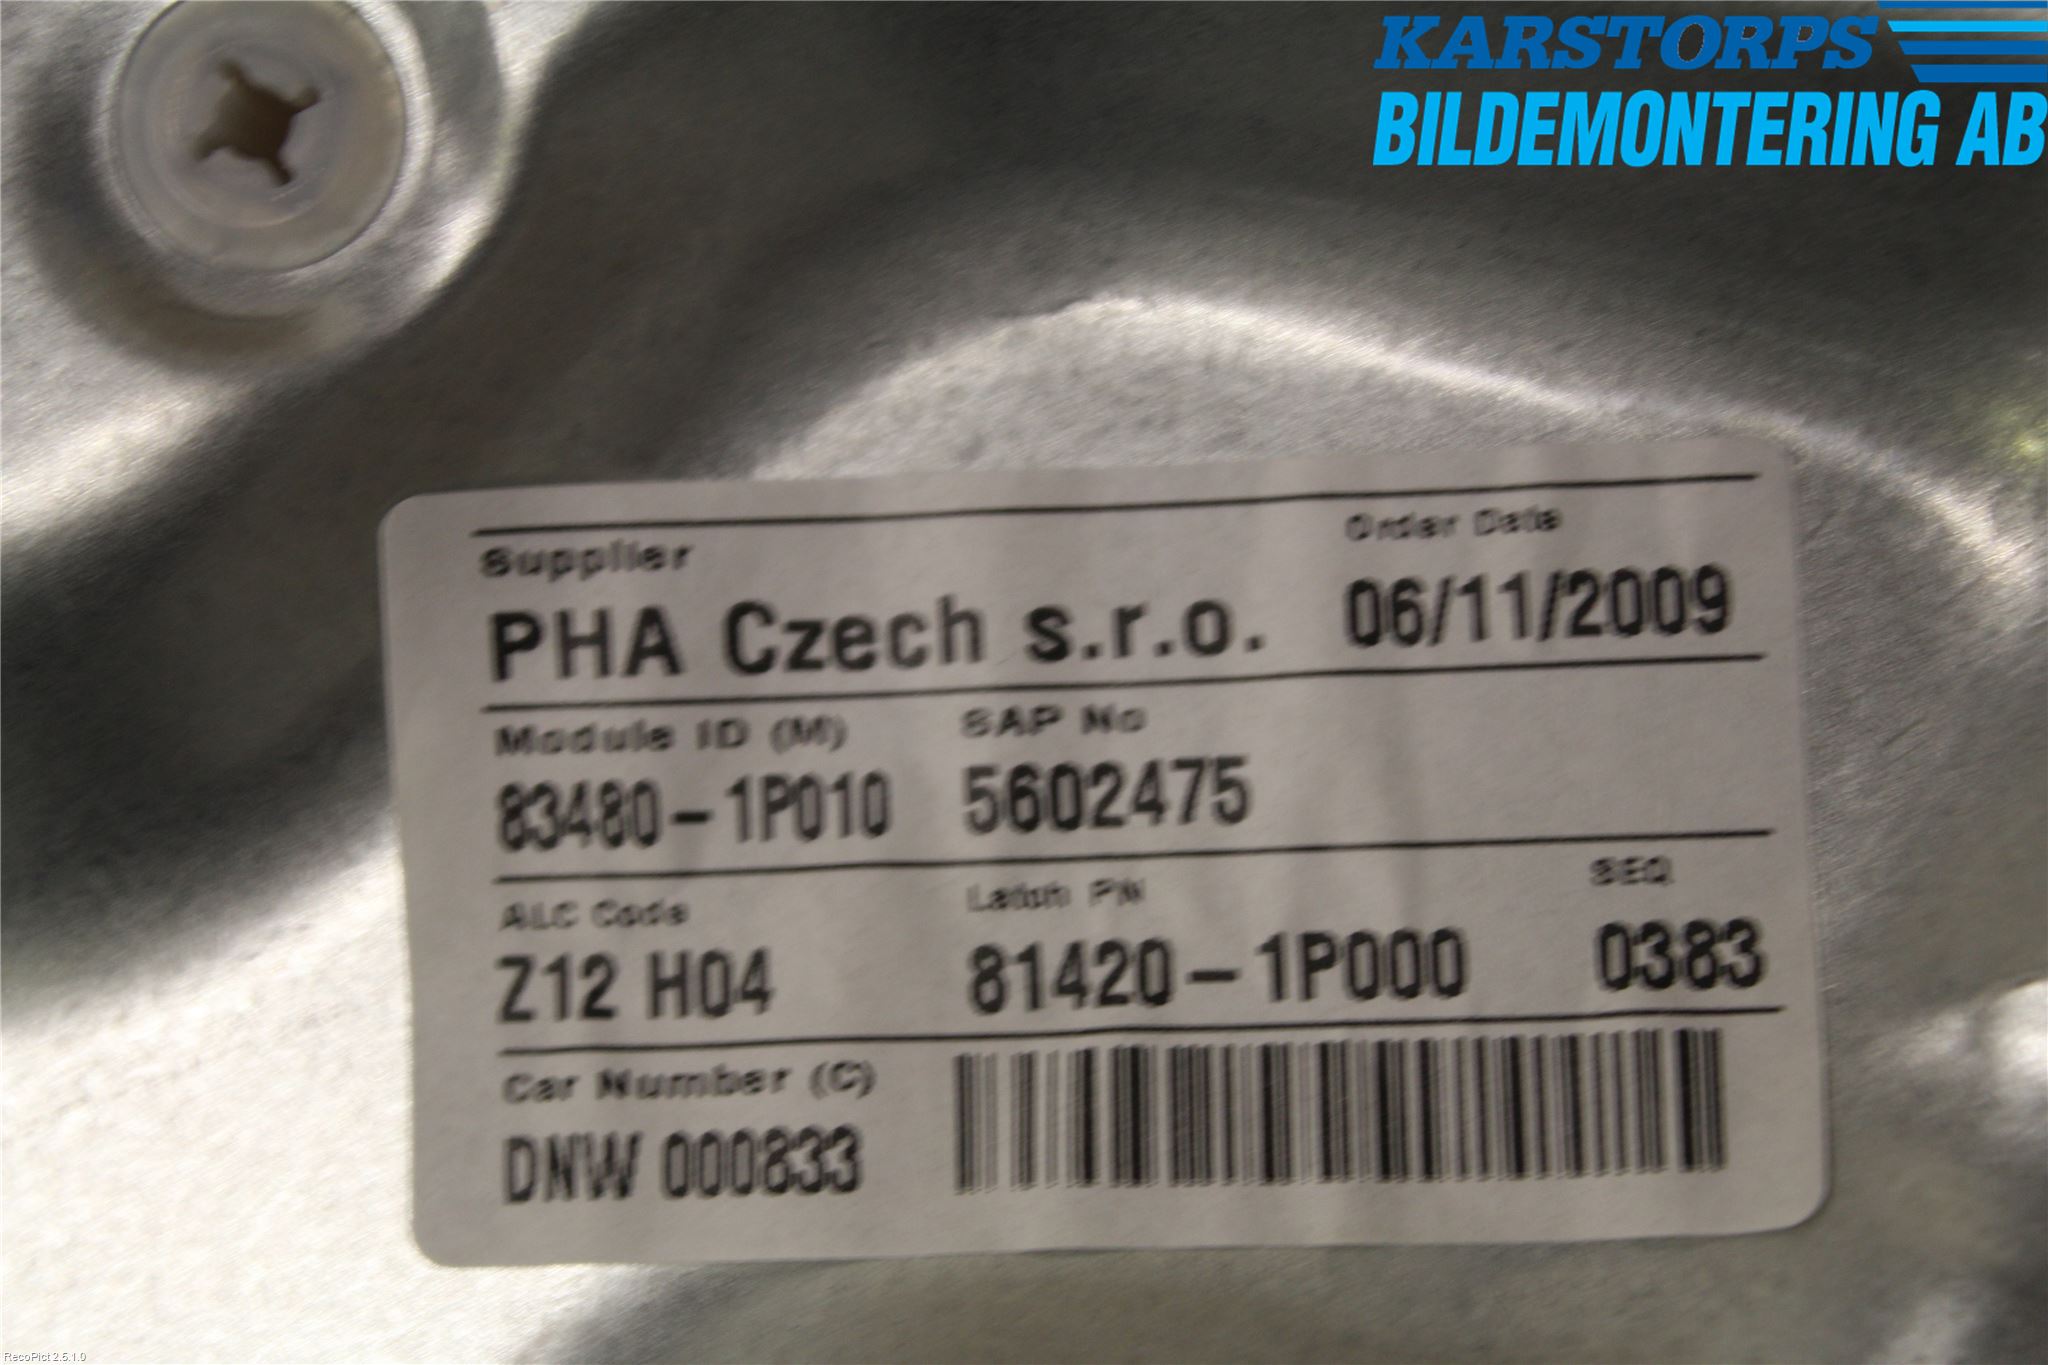 KARSTORPS
BILDEMONTERING AB
Supplier
Order Date
PHA Czech s.r.o. 06/11/2009
Module ID (M) SAP No
83480-1P010 5602475
ALC Code Latch PN SEQ
Z12 H04 81420-1P000 0383
Car Number (C)
DNW 000833
RecoPict 2.5.1.0